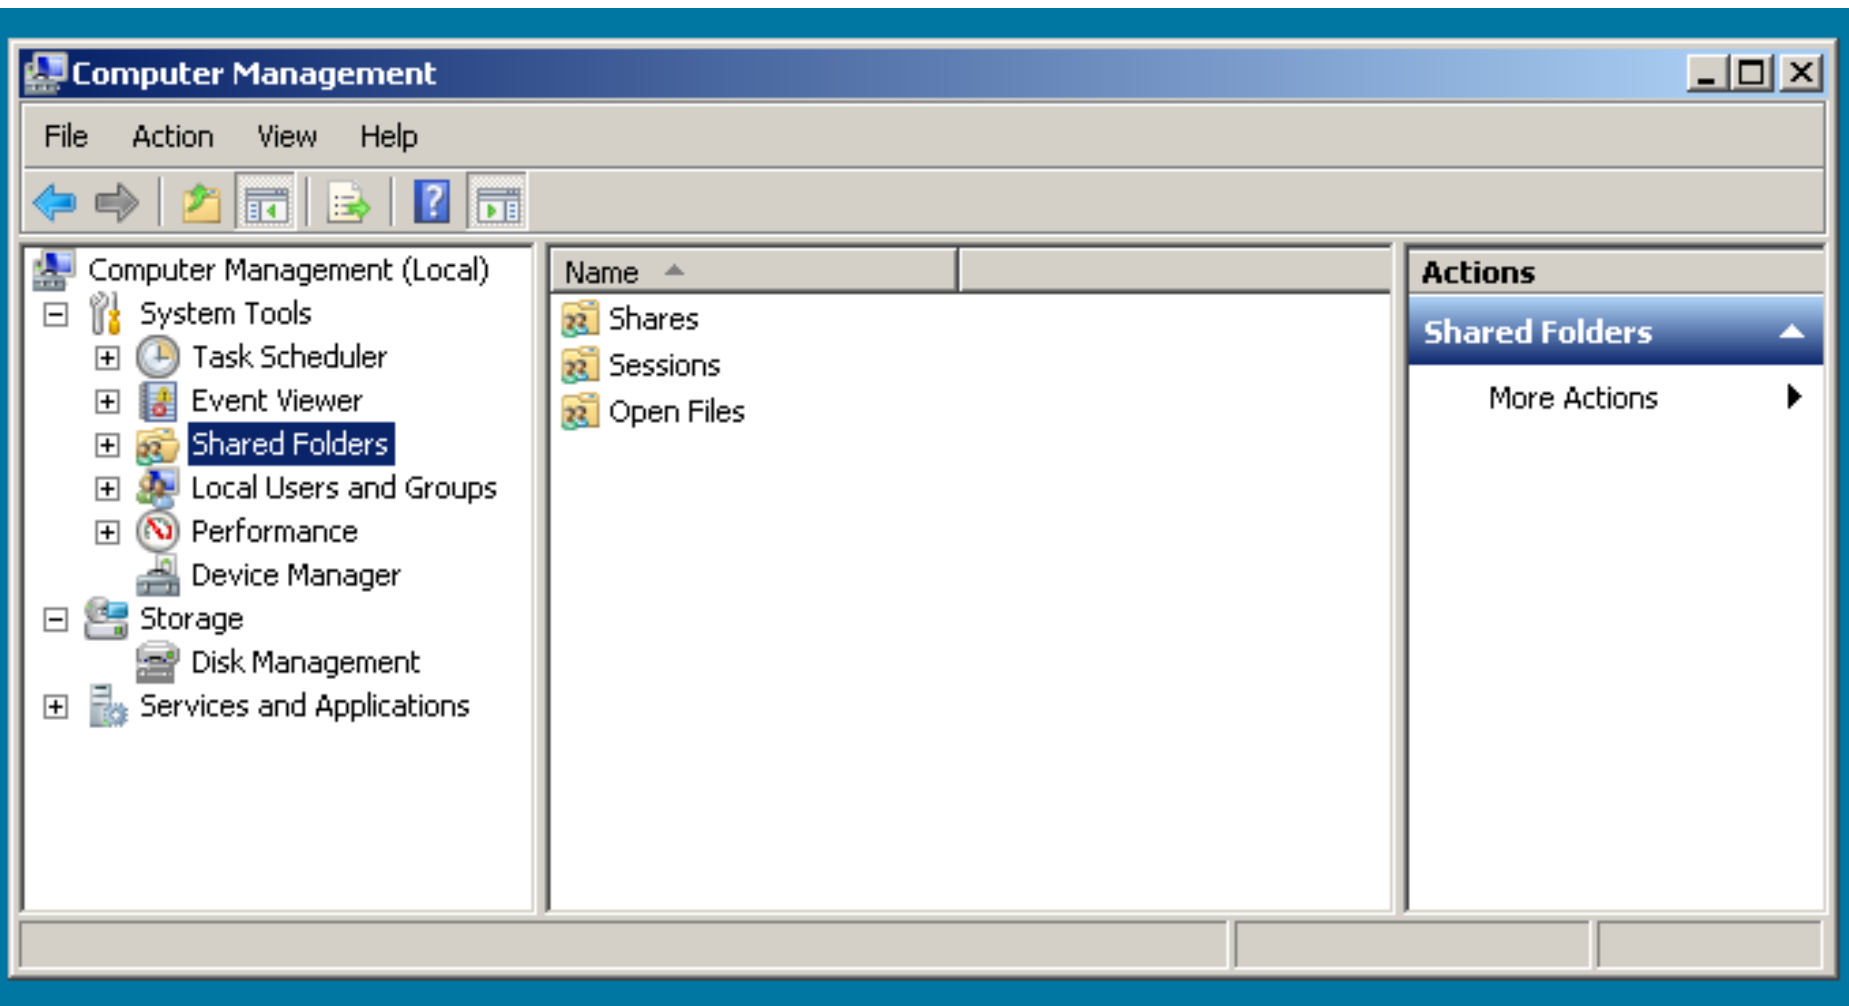 Computer Management
File Action View Help
Computer Management (Local)
System Tools
Task Scheduler
Event Viewer
Shared Folders
Local Users and Groups
Performance
Device Manager
Storage
Disk Management
Services and Applications
Name
Shares
Sessions
Open Files
Actions
Shared Folders
More Actions